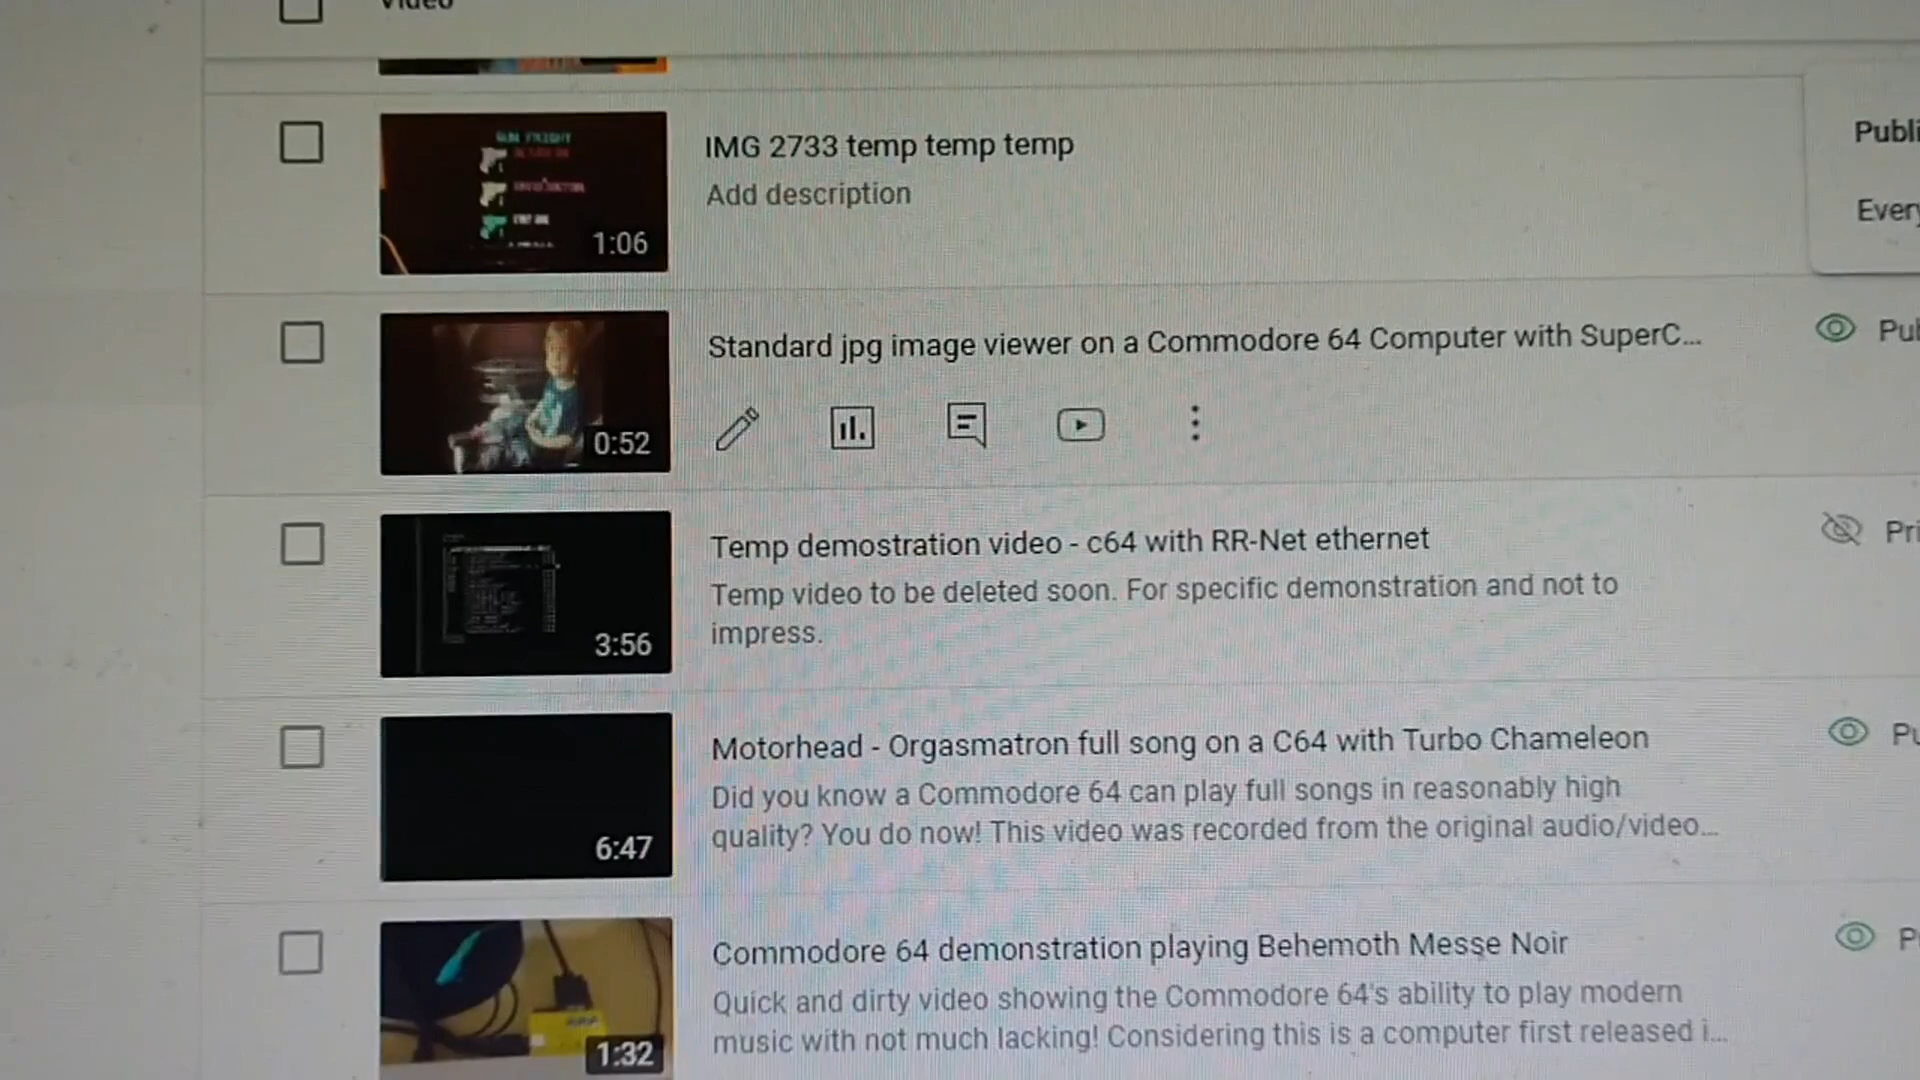 Video
IMG 2733 temp temp temp
Add description
1:06
Publi
Every
Standard jpg image viewer on a Commodore 64 Computer with SuperC...
0:52
Pul
Temp demostration video - c64 with RR-Net ethernet
Temp video to be deleted soon. For specific demonstration and not to
impress.
3:56
Pri
Motorhead - Orgasmatron full song on a C64 with Turbo Chameleon
Did you know a Commodore 64 can play full songs in reasonably high
quality? You do now! This video was recorded from the original audio/video...
6:47
Pu
Commodore 64 demonstration playing Behemoth Messe Noir
Quick and dirty video showing the Commodore 64's ability to play modern
music with not much lacking! Considering this is a computer first released i...
1:32
P